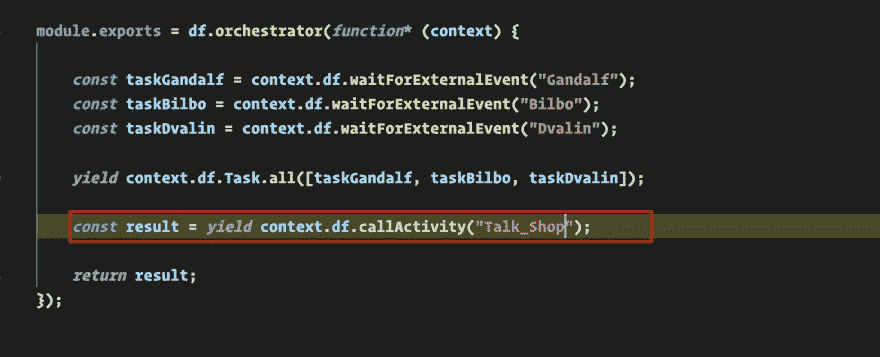 module.exports = df.orchestrator(function* (context) {
const taskGandalf = context.df.waitForExternalEvent("Gandalf");
const taskBilbo = context.df.waitForExternalEvent("Bilbo");
const taskDvalin = context.df.waitForExternalEvent("Dvalin");
yield context.df.Task.all([taskGandalf, taskBilbo, taskDvalin]);
const result = yield context.df.callActivity("Talk_Shop");
return result;
});